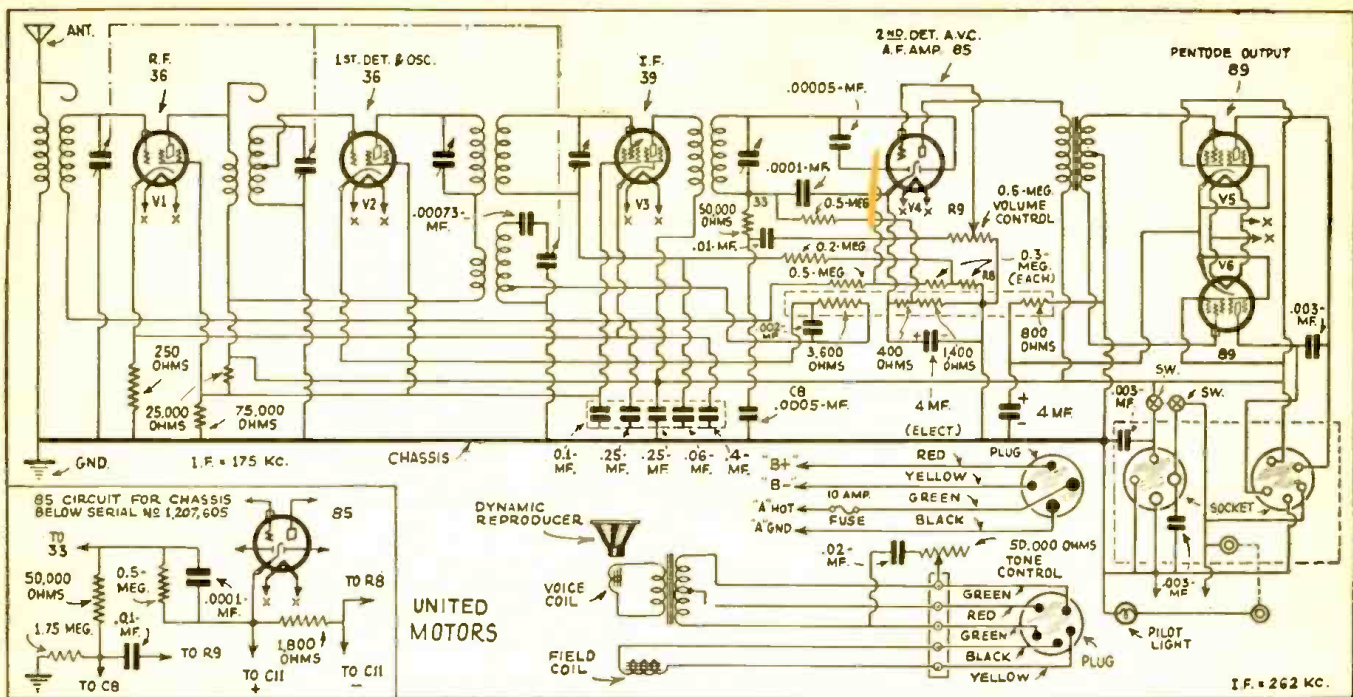 ANT.
R.F.
36
1ST. DET. & OSC.
36
I.F.
39
2ND. DET. A.V.C.
A.F. AMP. 85
PENTODE OUTPUT
89
.00005-MF.
.0001-MF.
V1
X X
V2
X X
V3
X X
V4
X X
V5
X
X
V6
89
.00073-
MF.
50,000
OHMS
33
0.5-MEG.
.01-MF.
0.2-MEG.
0.5-MEG.
R9
0.6-MEG.
VOLUME
CONTROL
0.3-
MEG.
(EACH)
R8
.002-
MF.
3,600
OHMS
400
OHMS
1,400
OHMS
800
OHMS
.003-
MF.
250
OHMS
25,000
OHMS
75,000
OHMS
C8
.0005-MF.
+
4 MF.
(ELECT)
+
-
4 MF.
SW.
SW.
.003-
MF.
GND.
I.F. = 175 KC.
CHASSIS
0.1-
MF.
.25-
MF.
.25-
MF.
.06-
MF.
.4-
MF.
"B+"
RED
PLUG
"B-"
YELLOW
"A" HOT
10 AMP.
FUSE
GREEN
"A" GND
BLACK
SOCKET
.003-
MF
PILOT
LIGHT
85 CIRCUIT FOR CHASSIS
BELOW SERIAL NO 1,207,605
85
TO
33
50,000
OHMS
0.5-
MEG.
.0001-
MF.
X X
TO R8
1.75 MEG.
.01-
MF.
TO R9
1,800
OHMS
TO C8
TO C11
+
TO C11
-
UNITED
MOTORS
DYNAMIC
REPRODUCER
VOICE
COIL
FIELD
COIL
.02-
MF.
50,000 OHMS
TONE
CONTROL
GREEN
RED
GREEN
BLACK
YELLOW
PLUG
I.F. = 262 KC.